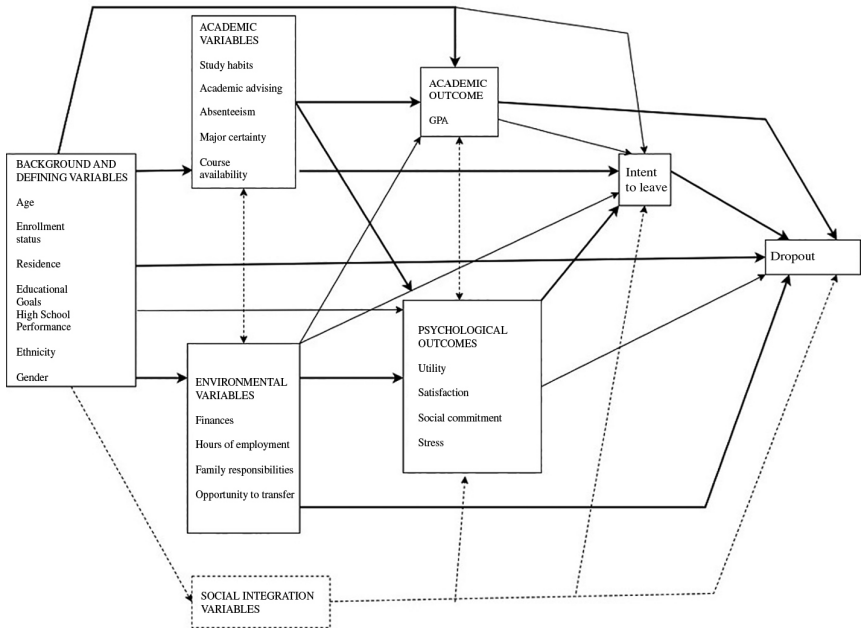 BACKGROUND AND
DEFINING VARIABLES
Age
Enrollment
status
Residence
Educational
Goals
High School
Performance
Ethnicity
Gender
ACADEMIC
VARIABLES
Study habits
Academic advising
Absenteeism
Major certainty
Course
availability
ENVIRONMENTAL
VARIABLES
Finances
Hours of employment
Family responsibilities
Opportunity to transfer
SOCIAL INTEGRATION
VARIABLES
ACADEMIC
OUTCOME
GPA
PSYCHOLOGICAL
OUTCOMES
Utility
Satisfaction
Social commitment
Stress
Intent
to leave
Dropout